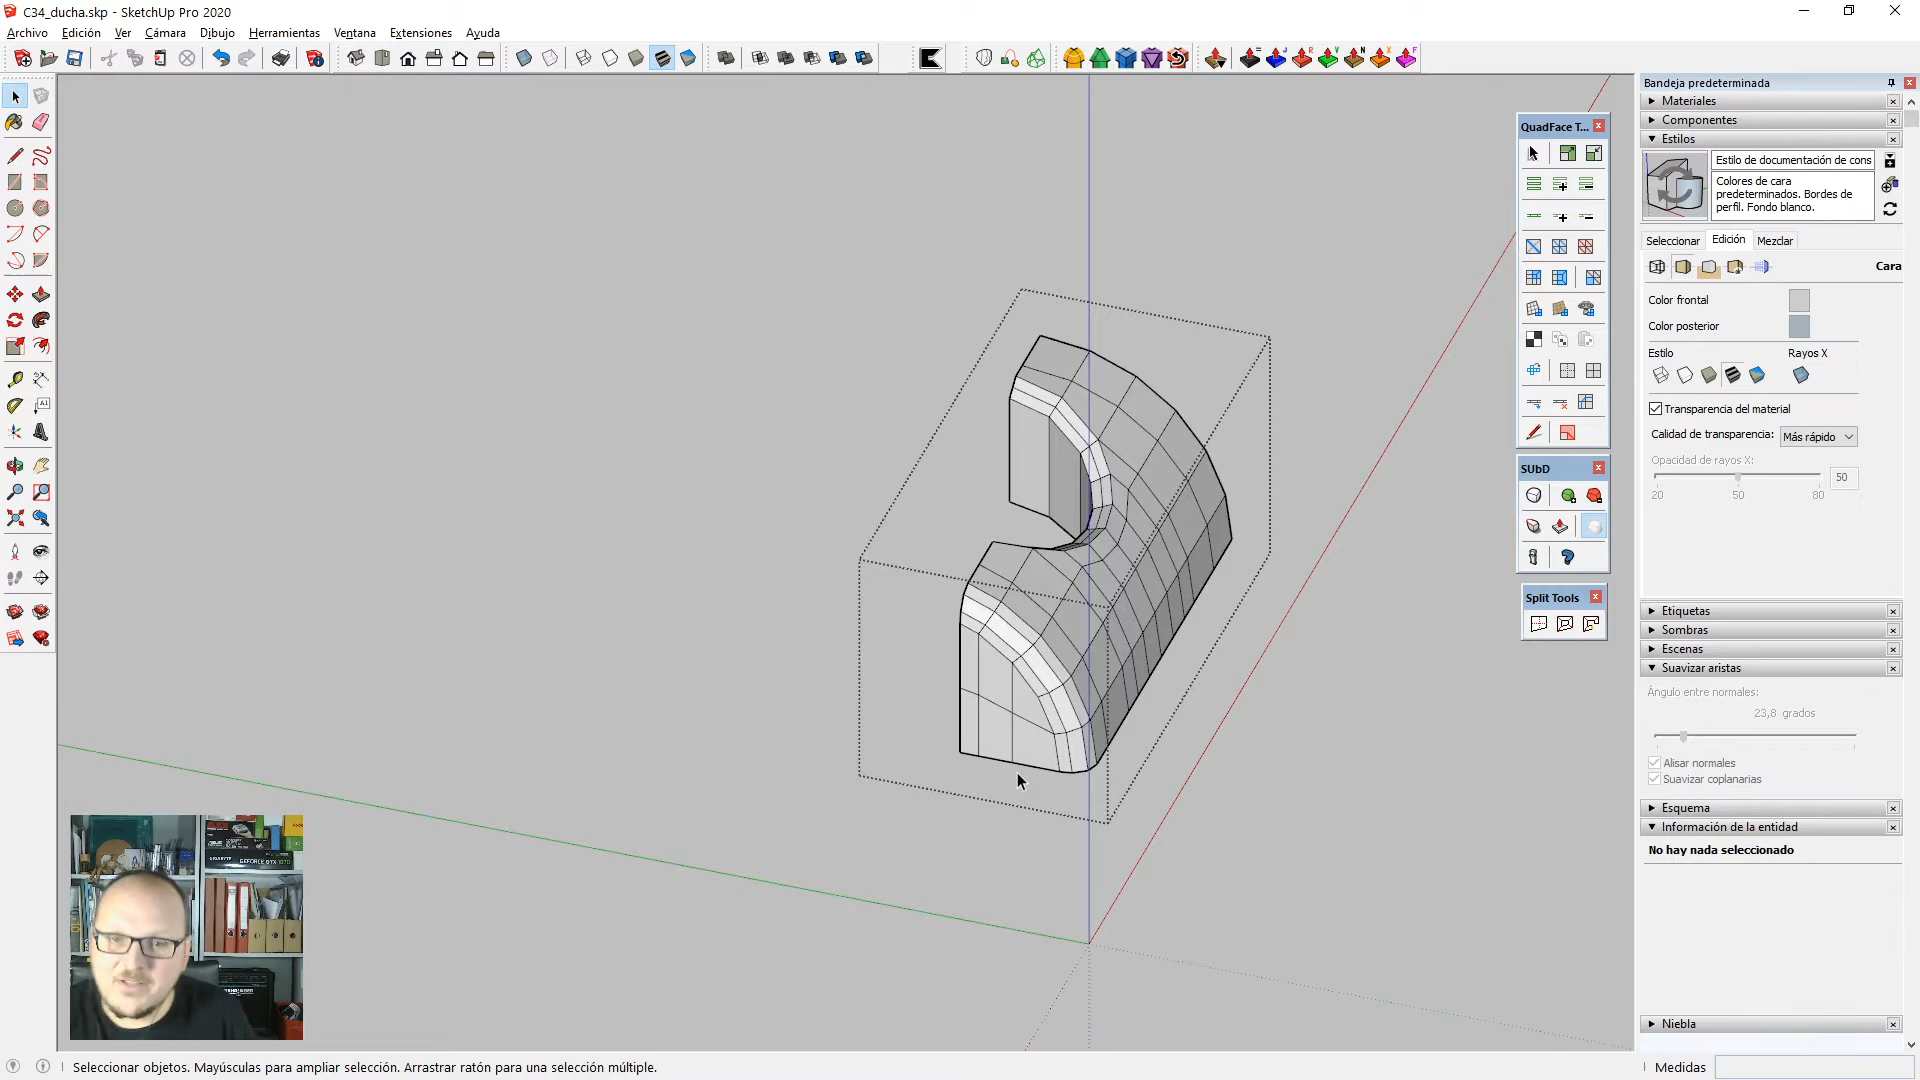 C34_ducha.skp - SketchUp Pro 2020
Archivo Edición Ver Cámara Dibujo Herramientas Ventana Extensiones Ayuda
Bandeja predeterminada
Materiales
Componentes
Estilos
Estilo de documentación de cons
Colores de cara
predeterminados. Bordes de
perfil. Fondo blanco.
Seleccionar Edición Mezclar
Cara
Color frontal
Color posterior
Estilo Rayos X
Transparencia del material
Calidad de transparencia: Más rápido
Opacidad de rayos X:
50
20 50 80
Etiquetas
Sombras
Escenas
Suavizar aristas
Ángulo entre normales:
23,8 grados
Alisar normales
Suavizar coplanarias
Esquema
Información de la entidad
No hay nada seleccionado
Niebla
QuadFace T...
SUbD
Split Tools
GEFORCE GTX 1070
Seleccionar objetos. Mayúsculas para ampliar selección. Arrastrar ratón para una selección múltiple.
Medidas